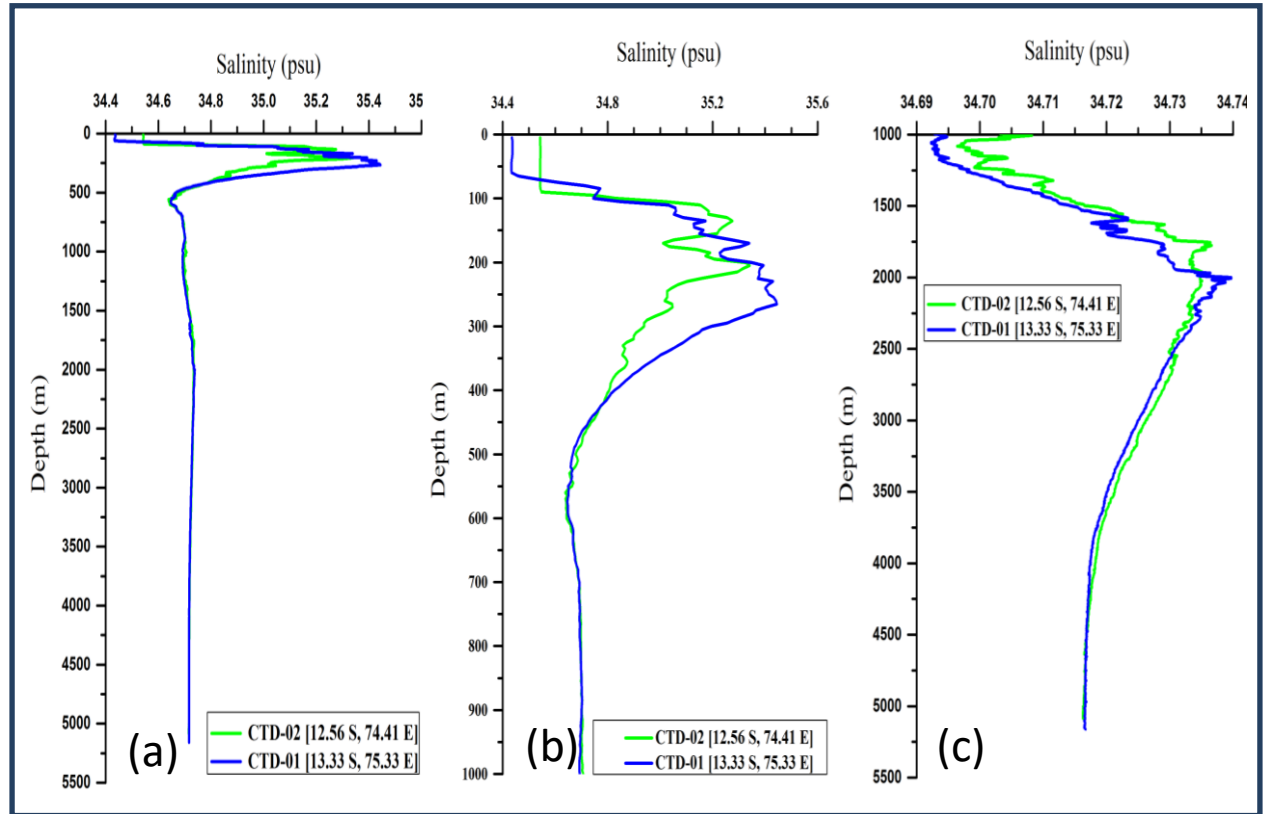 Salinity (psu)
34.4 34.6 34.8 35.0 35.2 35.4 35
0
500
1000
1500
2000
2500
3000
3500
4000
4500
5000
5500
Depth (m)
CTD-02 [12.56 S, 74.41 E]
CTD-01 [13.33 S, 75.33 E]
(a)
Salinity (psu)
34.4 34.8 35.2 35.6
0
100
200
300
400
500
600
700
800
900
1000
Depth (m)
CTD-02 [12.56 S, 74.41 E]
CTD-01 [13.33 S, 75.33 E]
(b)
Salinity (psu)
34.69 34.70 34.71 34.72 34.73 34.74
1000
1500
2000
2500
3000
3500
4000
4500
5000
5500
Depth (m)
CTD-02 [12.56 S, 74.41 E]
CTD-01 [13.33 S, 75.33 E]
(c)